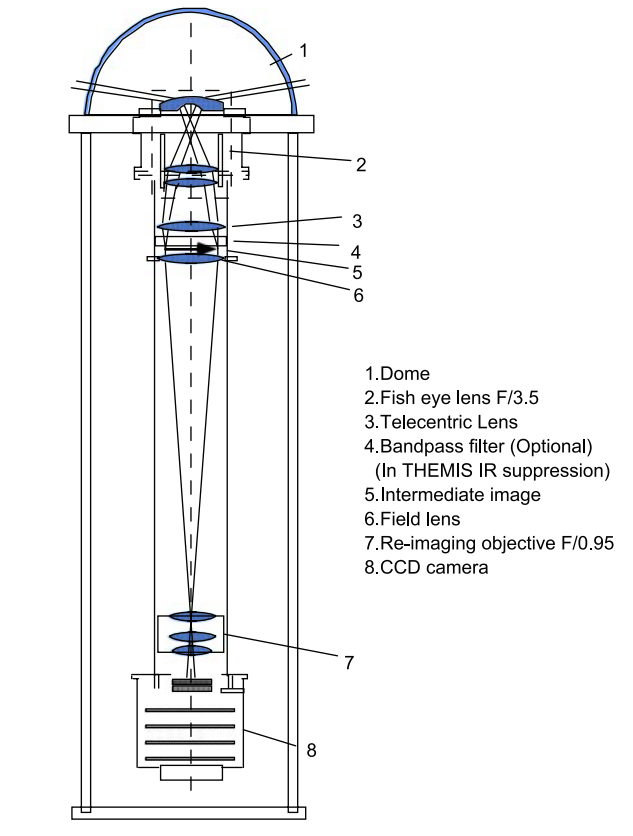 1
2
3
4
5
6
1.Dome
2.Fish eye lens F/3.5
3.Telecentric Lens
4.Bandpass filter (Optional)
(In THEMIS IR suppression)
5.Intermediate image
6.Field lens
7.Re-imaging objective F/0.95
8.CCD camera
7
8